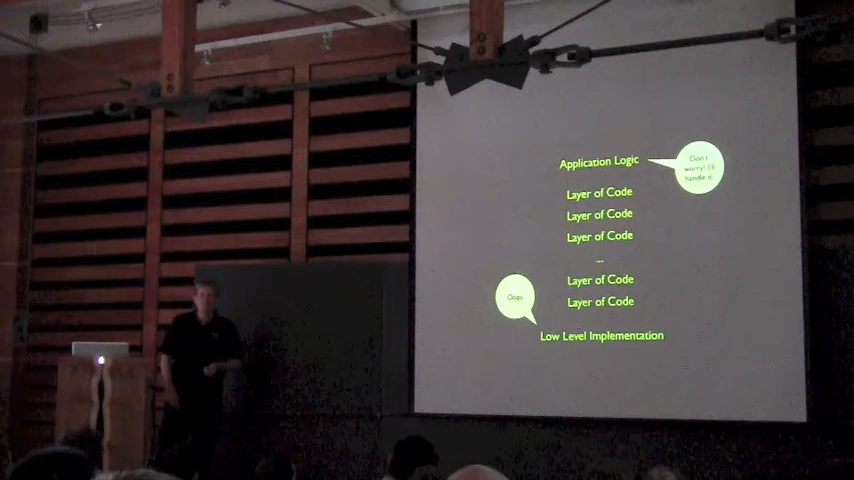 Application Logic
Don't
worry! I'll
handle it.
Layer of Code
Layer of Code
Layer of Code
...
Layer of Code
Oops
Layer of Code
Low Level Implementation